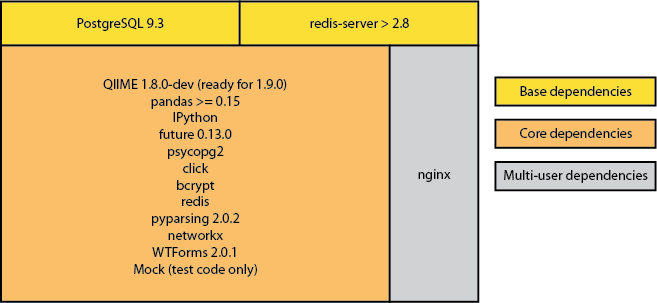 PostgreSQL 9.3
redis-server > 2.8
QIIME 1.8.0-dev (ready for 1.9.0)
pandas >= 0.15
IPython
future 0.13.0
psycopg2
click
bcrypt
redis
pyparsing 2.0.2
networkx
WTForms 2.0.1
Mock (test code only)
nginx
Base dependencies
Core dependencies
Multi-user dependencies